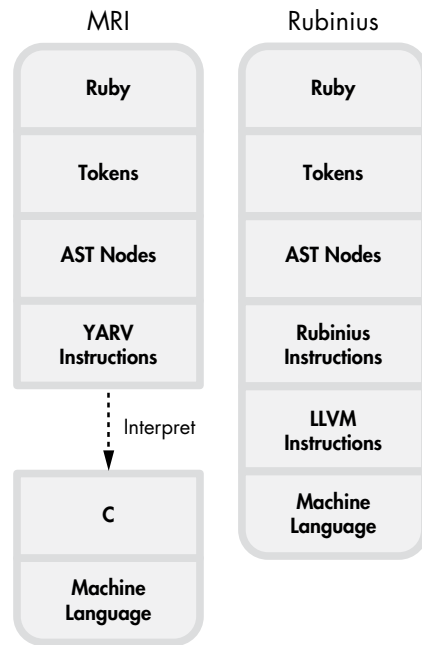 MRI
Ruby
Tokens
AST Nodes
YARV
Instructions
Interpret
C
Machine
Language
Rubinius
Ruby
Tokens
AST Nodes
Rubinius
Instructions
LLVM
Instructions
Machine
Language